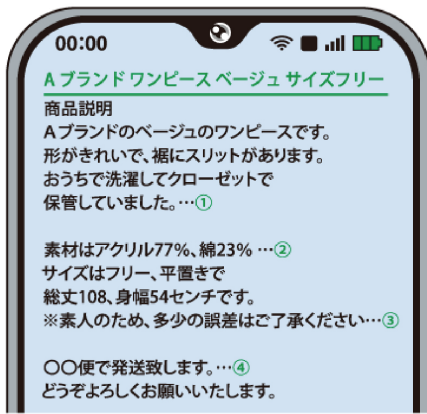 00:00
A ブランド ワンピース ベージュ サイズフリー
商品説明
Aブランドのベージュのワンピースです。
形がきれいで、裾にスリットがあります。
おうちで洗濯してクローゼットで
保管していました。…①
素材はアクリル77%、綿23% …②
サイズはフリー、平置きで
総丈108、身幅54センチです。
※素人のため、多少の誤差はご了承ください…③
〇〇便で発送致します。…④
どうぞよろしくお願いいたします。